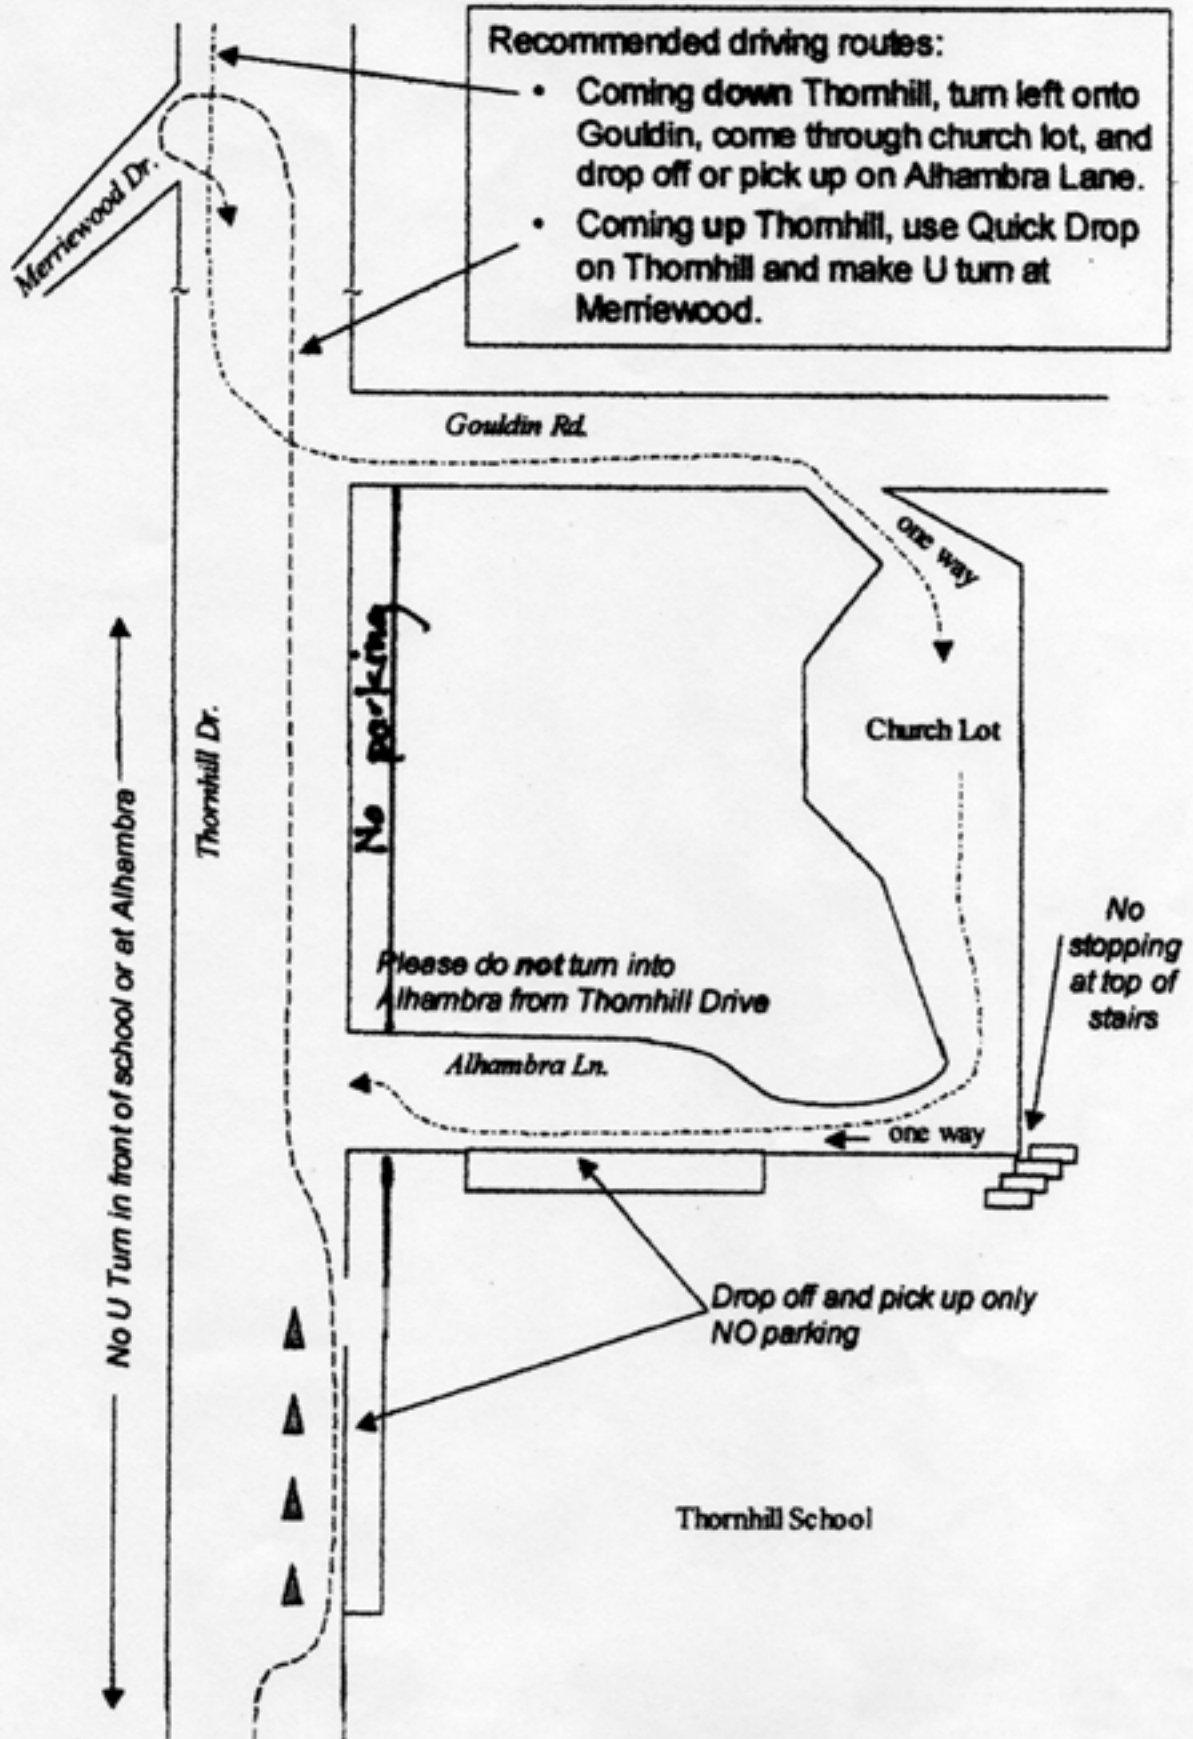 Recommended driving routes:
• Coming down Thornhill, turn left onto
Gouldin, come through church lot, and
drop off or pick up on Alhambra Lane.
• Coming up Thornhill, use Quick Drop
on Thornhill and make U turn at
Merriewood.
Merriewood Dr.
Gouldin Rd.
one way
No parking
Church Lot
Thornhill Dr.
No U Turn in front of school or at Alhambra
No
stopping
at top of
stairs
Please do not turn into
Alhambra from Thornhill Drive
Alhambra Ln.
one way
Drop off and pick up only
NO parking
Thornhill School